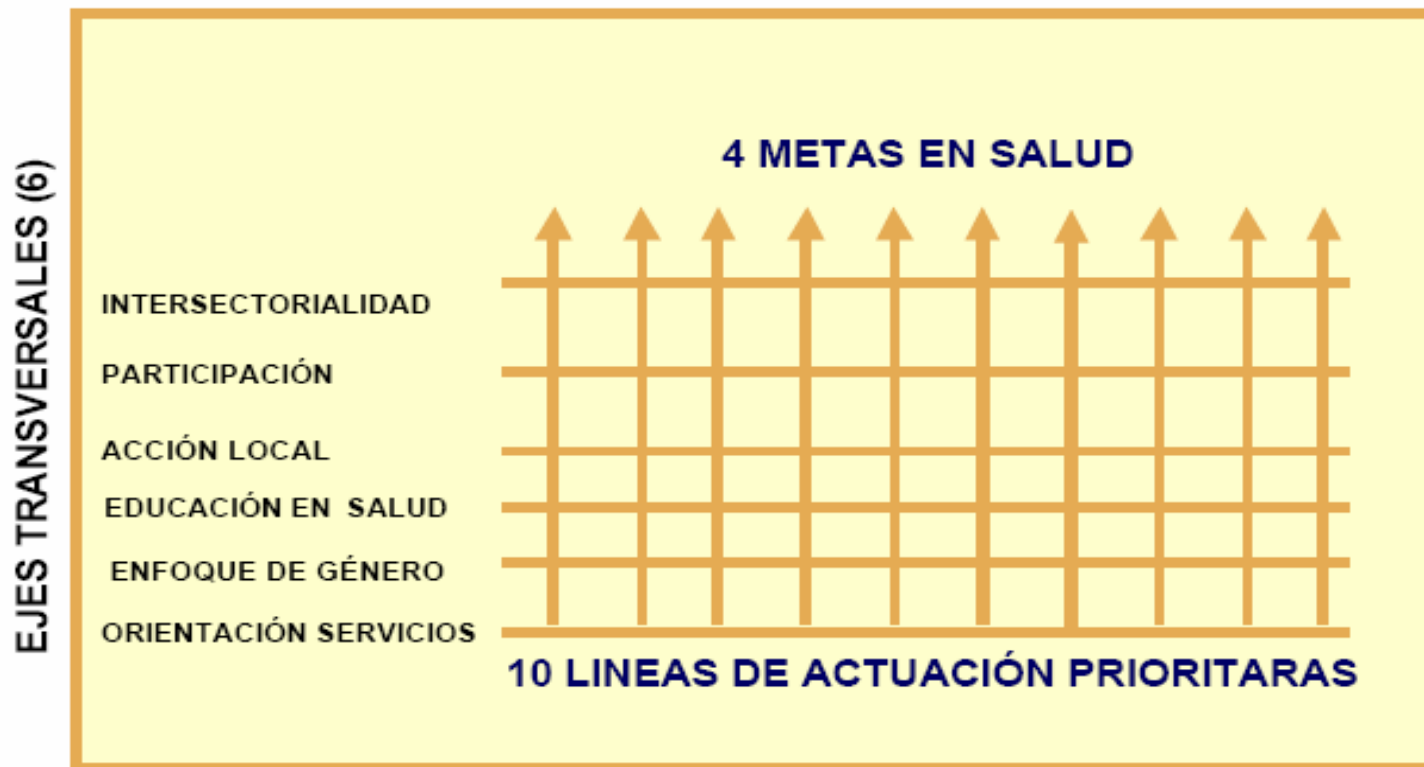 EJES TRANSVERSALES (6)
4 METAS EN SALUD
INTERSECTORIALIDAD
PARTICIPACIÓN
ACCIÓN LOCAL
EDUCACIÓN EN SALUD
ENFOQUE DE GÉNERO
ORIENTACIÓN SERVICIOS
10 LINEAS DE ACTUACIÓN PRIORITARAS